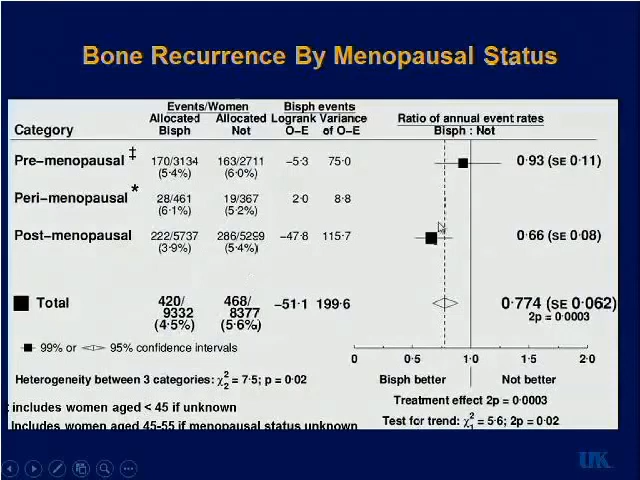 Bone Recurrence By Menopausal Status
Events/Women Bisph events
Allocated Allocated Logrank Variance Ratio of annual event rates
Category Bisph Not O–E of O–E Bisph : Not
Pre–menopausal ‡ 170/3134 163/2711 –5·3 75·0 0·93 (SE 0·11)
(5·4%) (6·0%)
Peri–menopausal * 28/461 19/367 2·0 8·8
(6·1%) (5·2%)
Post–menopausal 222/5737 286/5299 –47·8 115·7 0·66 (SE 0·08)
(3·9%) (5·4%)
Total 420/ 468/ –51·1 199·6 0·774 (SE 0·062)
9332 8377 2p = 0·0003
(4·5%) (5·6%)
99% or 95% confidence intervals
0 0·5 1·0 1·5 2·0
Heterogeneity between 3 categories: χ²₂ = 7·5; p = 0·02 Bisph better Not better
Treatment effect 2p = 0·0003
: includes women aged < 45 if unknown
Test for trend: χ²₁ = 5·6; 2p = 0·02
Includes women aged 45-55 if menopausal status unknown
UK